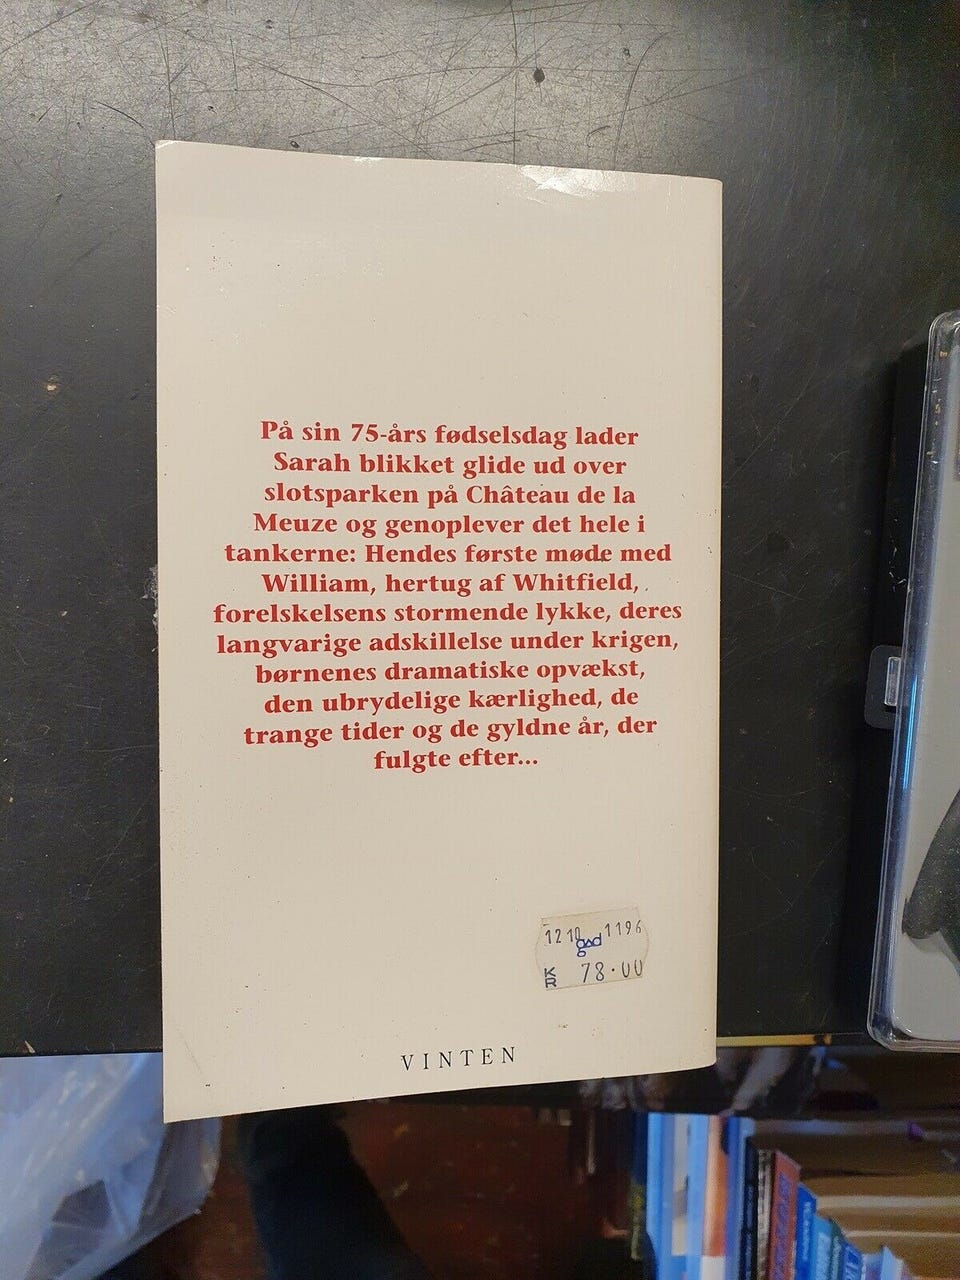 På sin 75-års fødselsdag lader
Sarah blikket glide ud over
slotsparken på Château de la
Meuze og genoplever det hele i
tankerne: Hendes første møde med
William, hertug af Whitfield,
forelskelsens stormende lykke, deres
langvarige adskillelse under krigen,
børnenes dramatiske opvækst,
den ubrydelige kærlighed, de
trange tider og de gyldne år, der
fulgte efter...
1210 gad 1196
KR 78.00
VINTEN